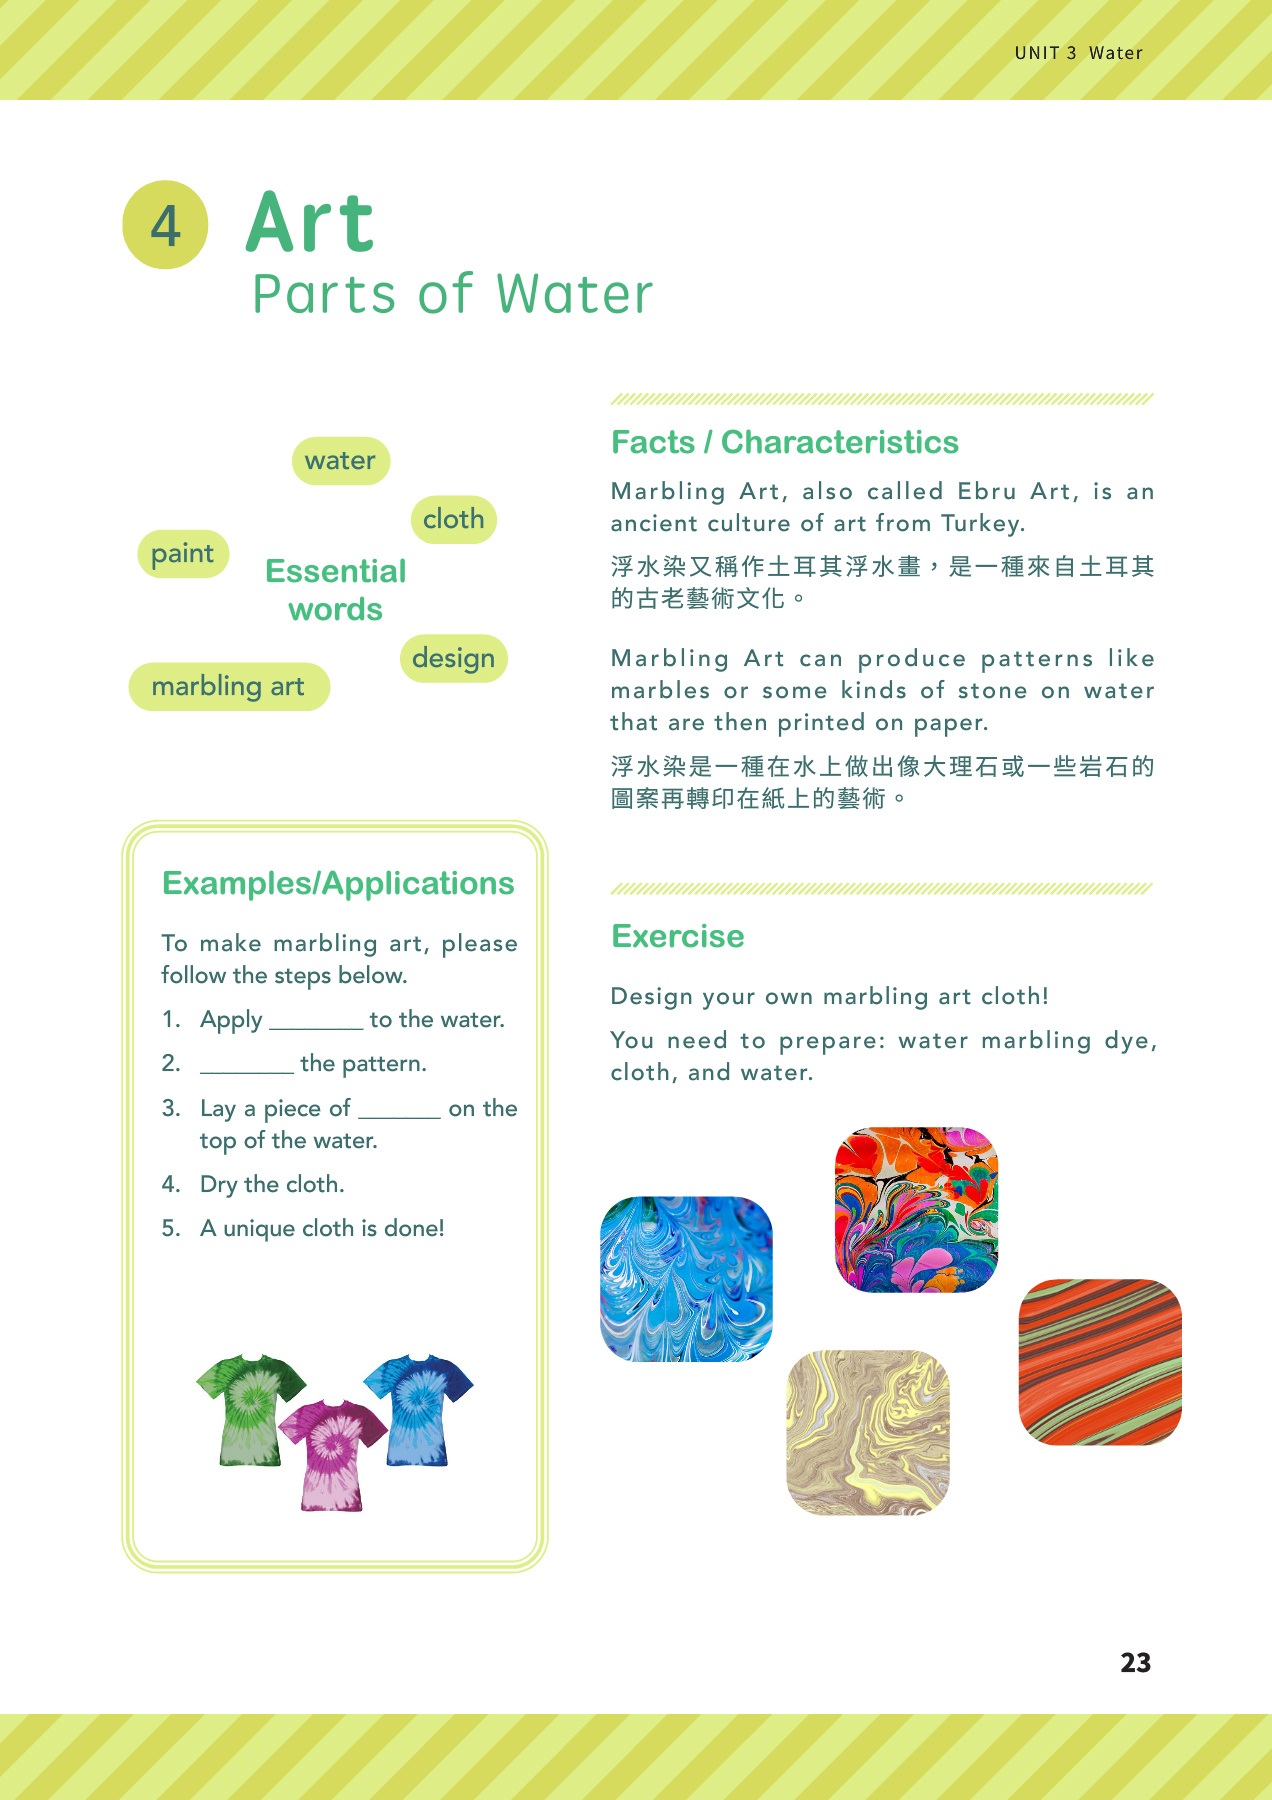 UNIT 3 Water
4
Art
Parts of Water
water
cloth
paint
Essential
words
design
marbling art
Examples/Applications
To make marbling art, please
follow the steps below.
1. Apply ________ to the water.
2. ________ the pattern.
3. Lay a piece of _______ on the
top of the water.
4. Dry the cloth.
5. A unique cloth is done!
Facts / Characteristics
Marbling Art, also called Ebru Art, is an
ancient culture of art from Turkey.
浮水染又稱作土耳其浮水畫，是一種來自土耳其
的古老藝術文化。
Marbling Art can produce patterns like
marbles or some kinds of stone on water
that are then printed on paper.
浮水染是一種在水上做出像大理石或一些岩石的
圖案再轉印在紙上的藝術。
Exercise
Design your own marbling art cloth!
You need to prepare: water marbling dye,
cloth, and water.
23